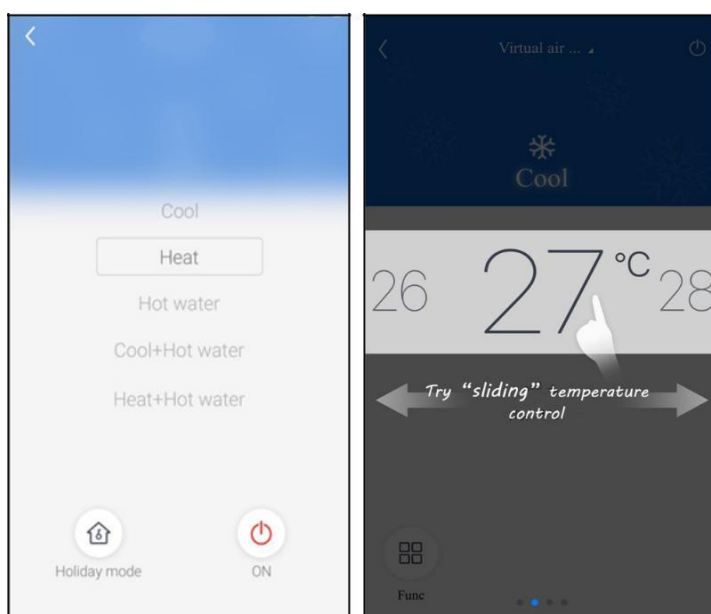 Cool
Heat
Hot water
Cool+Hot water
Heat+Hot water
Holiday mode
ON
Virtual air ...
Cool
26
27°C
28
Try “sliding” temperature
control
Func